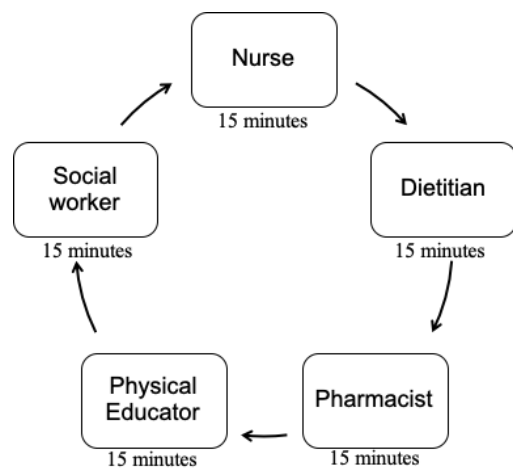 Nurse
15 minutes
Dietitian
15 minutes
Pharmacist
15 minutes
Physical
Educator
15 minutes
Social
worker
15 minutes